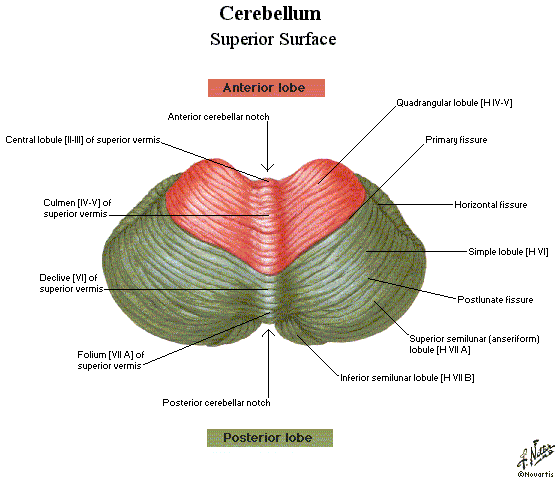 Cerebellum
Superior Surface
Anterior lobe
Anterior cerebellar notch
Quadrangular lobule [H IV-V]
Central lobule [II-III] of superior vermis
Primary fissure
Culmen [IV-V] of
superior vermis
Horizontal fissure
Simple lobule [H VI]
Declive [VI] of
superior vermis
Postlunate fissure
Superior semilunar (anseriform)
lobule [H VII A]
Folium [VII A] of
superior vermis
Inferior semilunar lobule [H VII B]
Posterior cerebellar notch
Posterior lobe
F. Netter
©Novartis